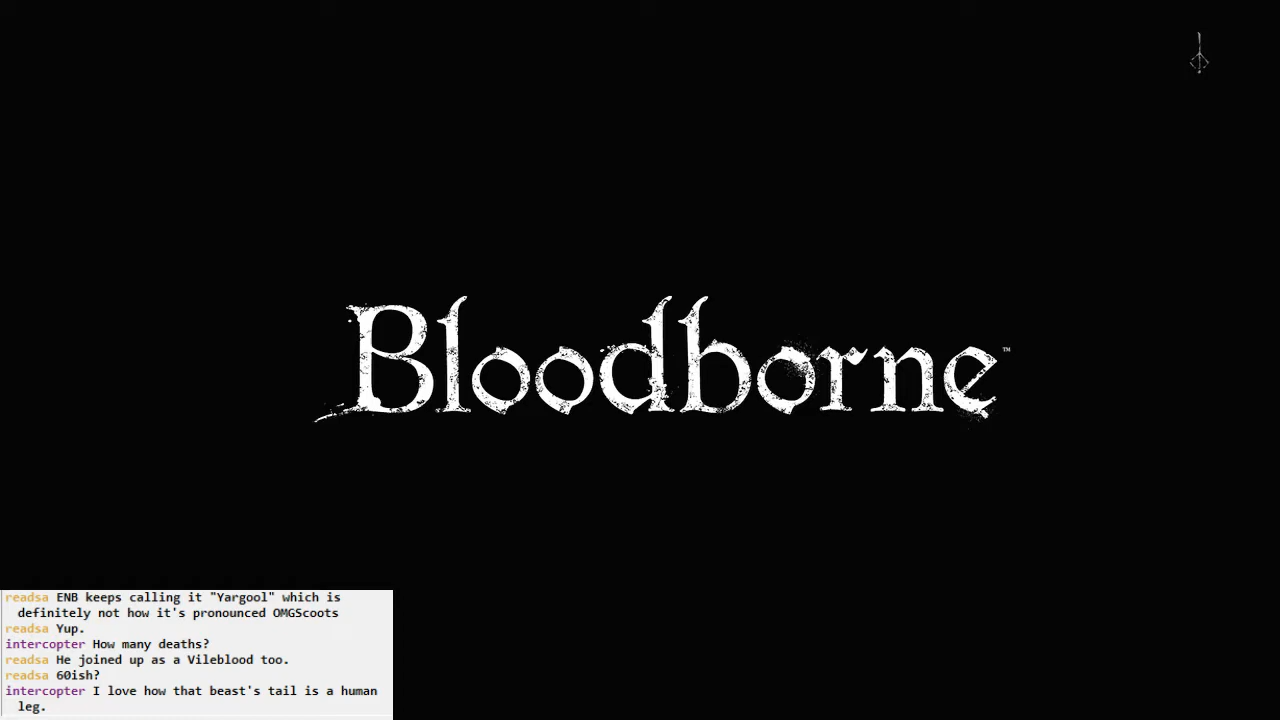 Bloodborne™
readsa ENB keeps calling it "Yargool" which is
definitely not how it's pronounced OMGScoots
readsa Yup.
intercopter How many deaths?
readsa He joined up as a Vileblood too.
readsa 60ish?
intercopter I love how that beast's tail is a human
leg.